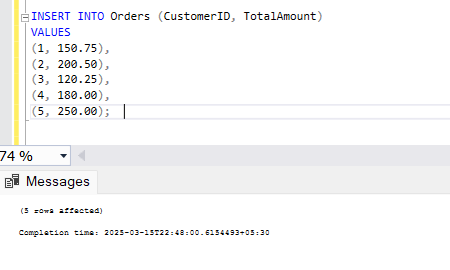 INSERT INTO Orders (CustomerID, TotalAmount)
VALUES
(1, 150.75),
(2, 200.50),
(3, 120.25),
(4, 180.00),
(5, 250.00);
74 %
Messages
(5 rows affected)
Completion time: 2025-03-15T22:48:00.6154493+05:30